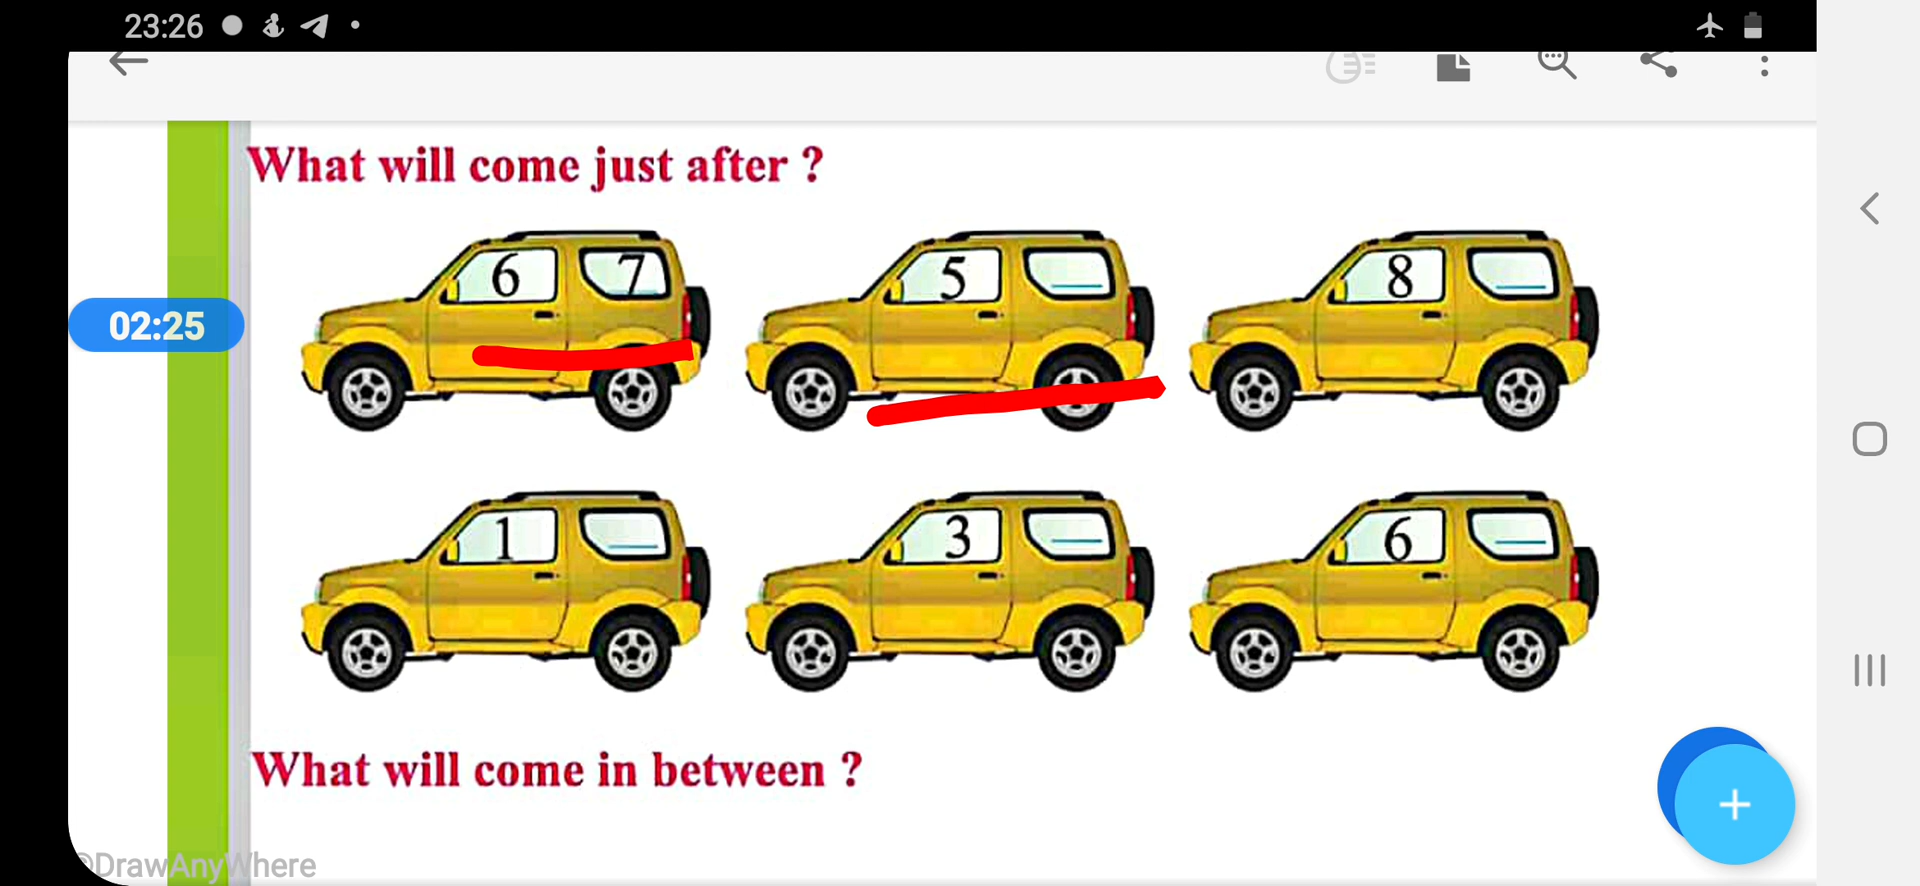 23:26
What will come just after ?
6 7 5 8
02:25
1 3 6
What will come in between ?
©DrawAnyWhere